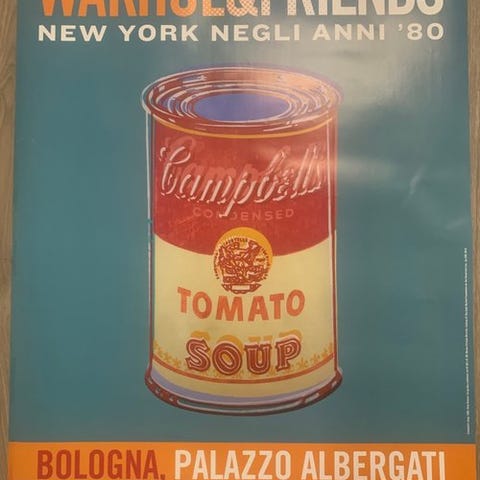 WARHOL&FRIENDS
NEW YORK NEGLI ANNI '80
Campbell's
CONDENSED
TOMATO
SOUP
BOLOGNA, PALAZZO ALBERGATI